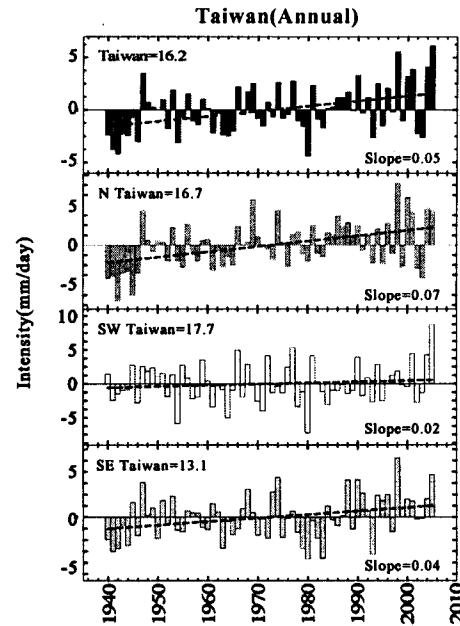 Taiwan(Annual)
Intensity(mm/day)
Taiwan=16.2
5
0
-5
Slope=0.05
N Taiwan=16.7
5
0
-5
Slope=0.07
SW Taiwan=17.7
10
5
0
-5
Slope=0.02
SE Taiwan=13.1
5
0
-5
Slope=0.04
1940
1950
1960
1970
1980
1990
2000
2010